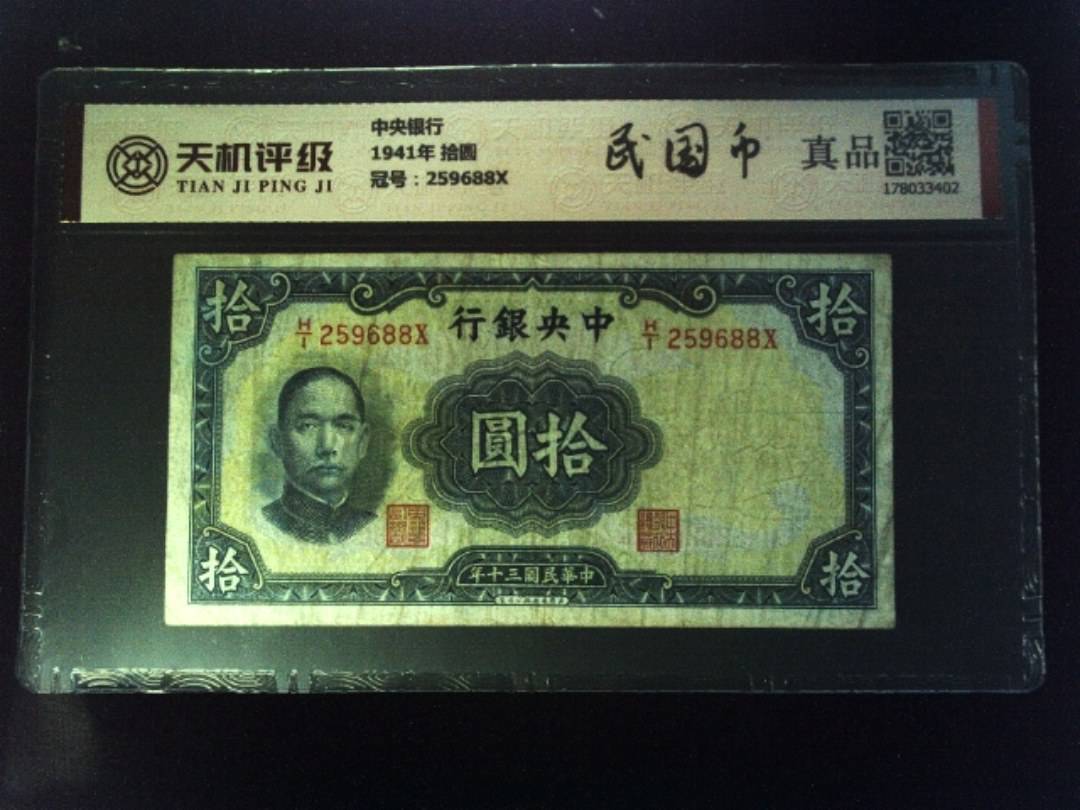 天机评级
TIAN JI PING JI
中央银行
1941年 拾圆
冠号：259688X
民国币
真品
178033402
拾
拾
行銀央中
H/I 259688X
H/I 259688X
圓拾
年十三國民華中
拾
拾